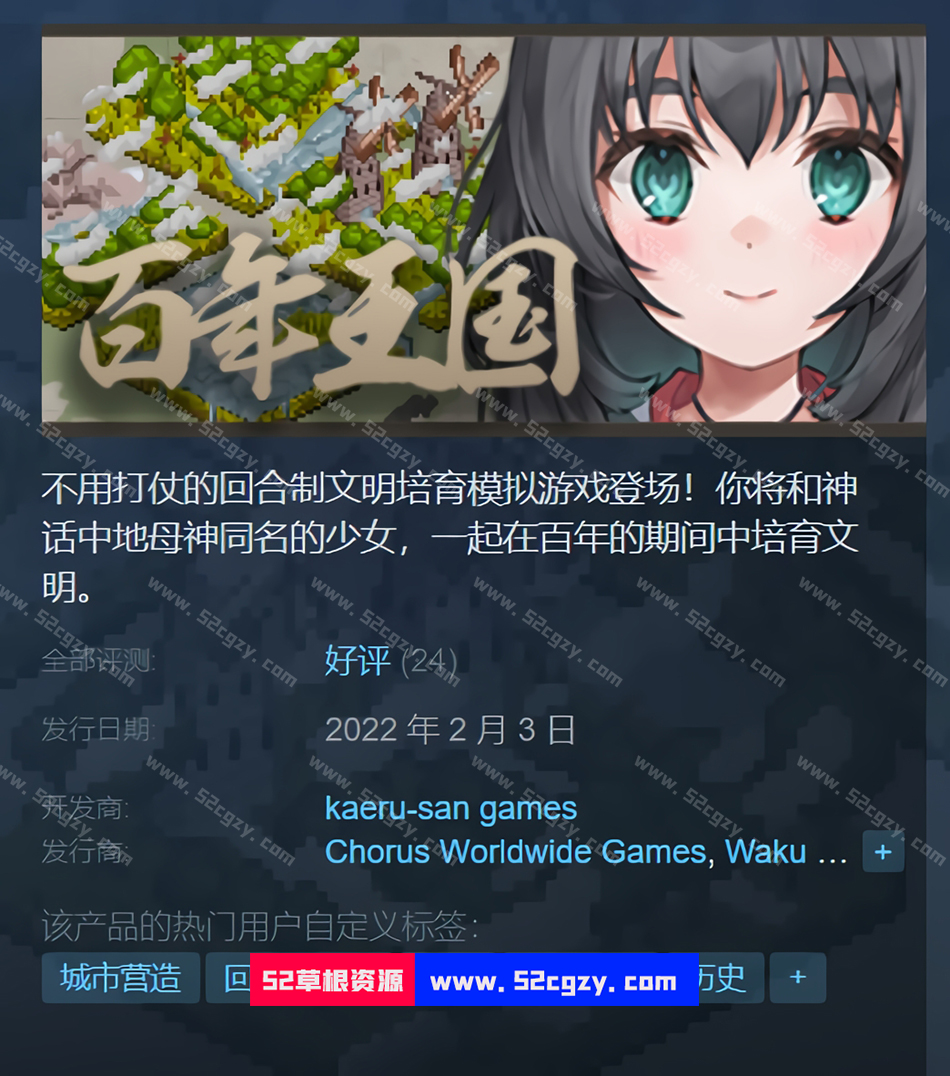 百年王国
不用打仗的回合制文明培育模拟游戏登场！你将和神
话中地母神同名的少女，一起在百年的期间中培育文
明。
全部评测: 好评 (24)
发行日期: 2022 年 2 月 3 日
开发商: kaeru-san games
发行商: Chorus Worldwide Games, Waku ... +
该产品的热门用户自定义标签:
城市营造 回 52草根资源 www.52cgzy.com 历史 +
www.52cgzy.com